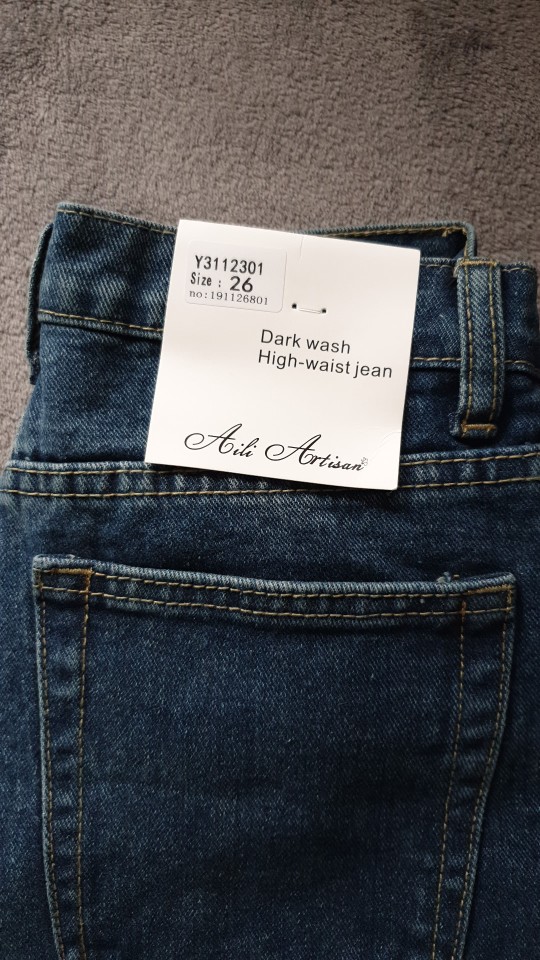 Y3112301
Size : 26
no:191126801
Dark wash
High-waist jean
Aili Artisan